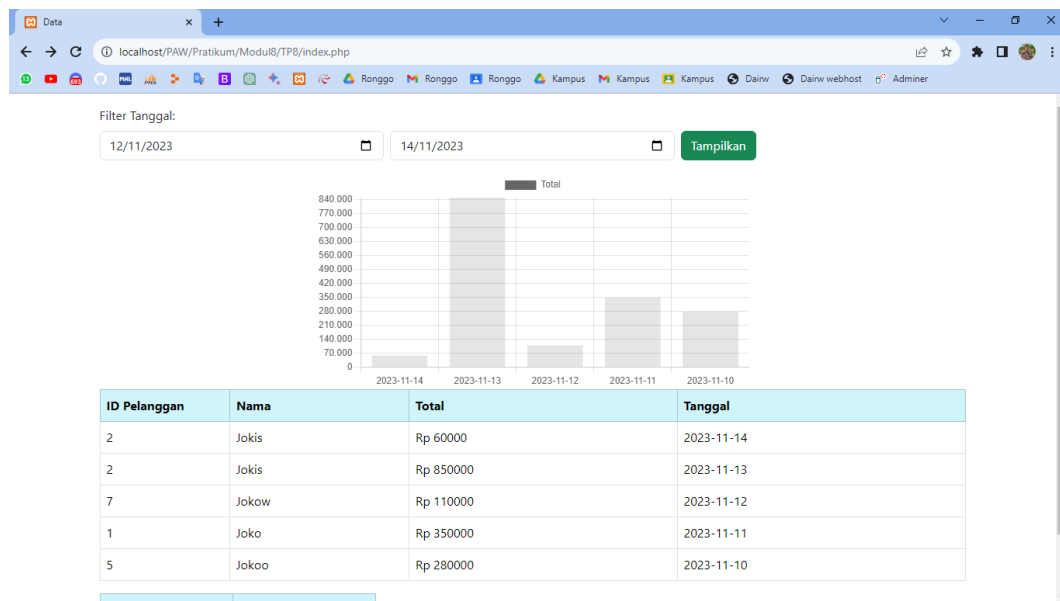 Data
localhost/PAW/Pratikum/Modul8/TP8/index.php
MAL
Ronggo Ronggo Ronggo Kampus Kampus Kampus Dairw Dairw webhost Adminer
Filter Tanggal:
12/11/2023 14/11/2023 Tampilkan
Total
840.000
770.000
700.000
630.000
560.000
490.000
420.000
350.000
280.000
210.000
140.000
70.000
0
2023-11-14 2023-11-13 2023-11-12 2023-11-11 2023-11-10
ID Pelanggan Nama Total Tanggal
2 Jokis Rp 60000 2023-11-14
2 Jokis Rp 850000 2023-11-13
7 Jokow Rp 110000 2023-11-12
1 Joko Rp 350000 2023-11-11
5 Jokoo Rp 280000 2023-11-10